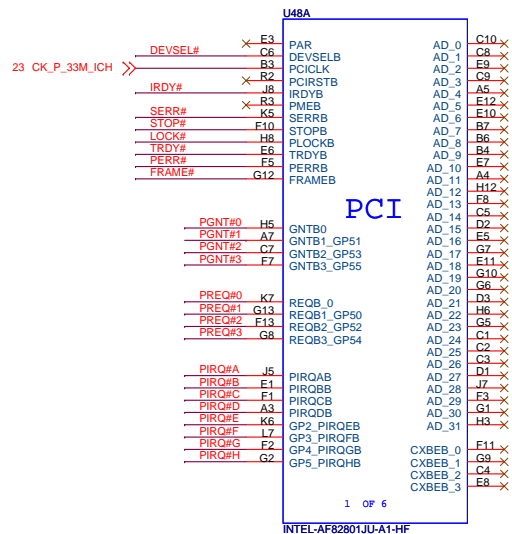 U48A
E3 PAR AD_0 C10
DEVSEL# C6 DEVSELB AD_1 C8
23 CK_P_33M_ICH B3 PCICLK AD_2 E9
R2 PCIRSTB AD_3 C9
IRDY# J8 IRDYB AD_4 A5
R3 PMEB AD_5 E12
SERR# K5 SERRB AD_6 E10
STOP# F10 STOPB AD_7 B7
LOCK# H8 PLOCKB AD_8 B6
TRDY# E6 TRDYB AD_9 B4
PERR# F5 PERRB AD_10 E7
FRAME# G12 FRAMEB AD_11 A4
AD_12 H12
AD_13 F8
PCI
AD_14 C5
PGNT#0 H5 GNTB0 AD_15 D2
PGNT#1 A7 GNTB1_GP51 AD_16 E5
PGNT#2 C7 GNTB2_GP53 AD_17 G7
PGNT#3 F7 GNTB3_GP55 AD_18 E11
AD_19 G10
AD_20 G6
PREQ#0 K7 REQB_0 AD_21 D3
PREQ#1 G13 REQB1_GP50 AD_22 H6
PREQ#2 F13 REQB2_GP52 AD_23 G5
PREQ#3 G8 REQB3_GP54 AD_24 C1
AD_25 C2
AD_26 C3
PIRQ#A J5 PIRQAB AD_27 D1
PIRQ#B E1 PIRQBB AD_28 J7
PIRQ#C F1 PIRQCB AD_29 F3
PIRQ#D A3 PIRQDB AD_30 G1
PIRQ#E K6 GP2_PIRQEB AD_31 H3
PIRQ#F L7 GP3_PIRQFB
PIRQ#G F2 GP4_PIRQGB CXBEB_0 F11
PIRQ#H G2 GP5_PIRQHB CXBEB_1 G9
CXBEB_2 C4
CXBEB_3 E8
1 OF 6
INTEL-AF82801JU-A1-HF